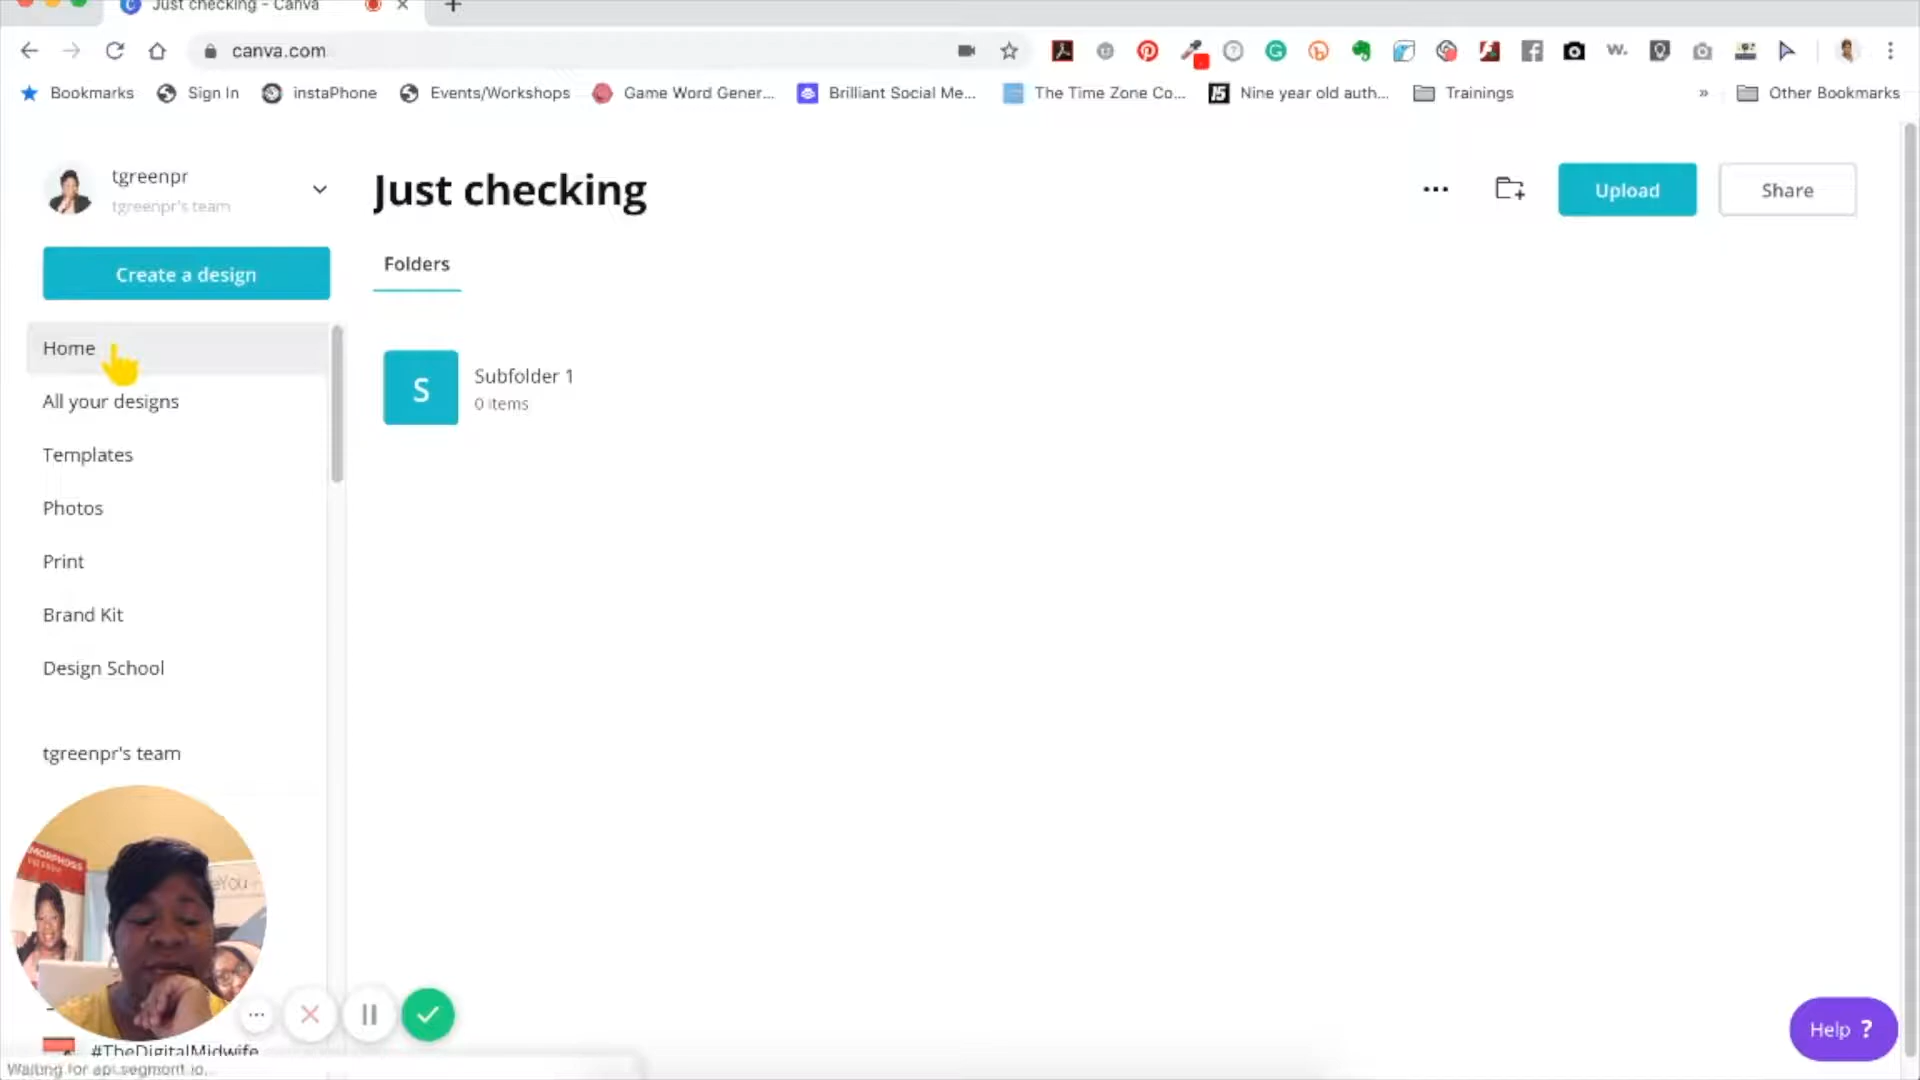 Just checking - Canva
canva.com
Bookmarks
Sign In
instaPhone
Events/Workshops
Game Word Gener...
Brilliant Social Me...
The Time Zone Co...
Nine year old auth...
Trainings
»
Other Bookmarks
tgreenpr
tgreenpr's team
Just checking
Upload
Share
Create a design
Folders
Home
All your designs
Templates
Photos
Print
Brand Kit
Design School
tgreenpr's team
S
Subfolder 1
0 items
eYou
#TheDigitalMidwife
Waiting for api.segment.io...
Help ?